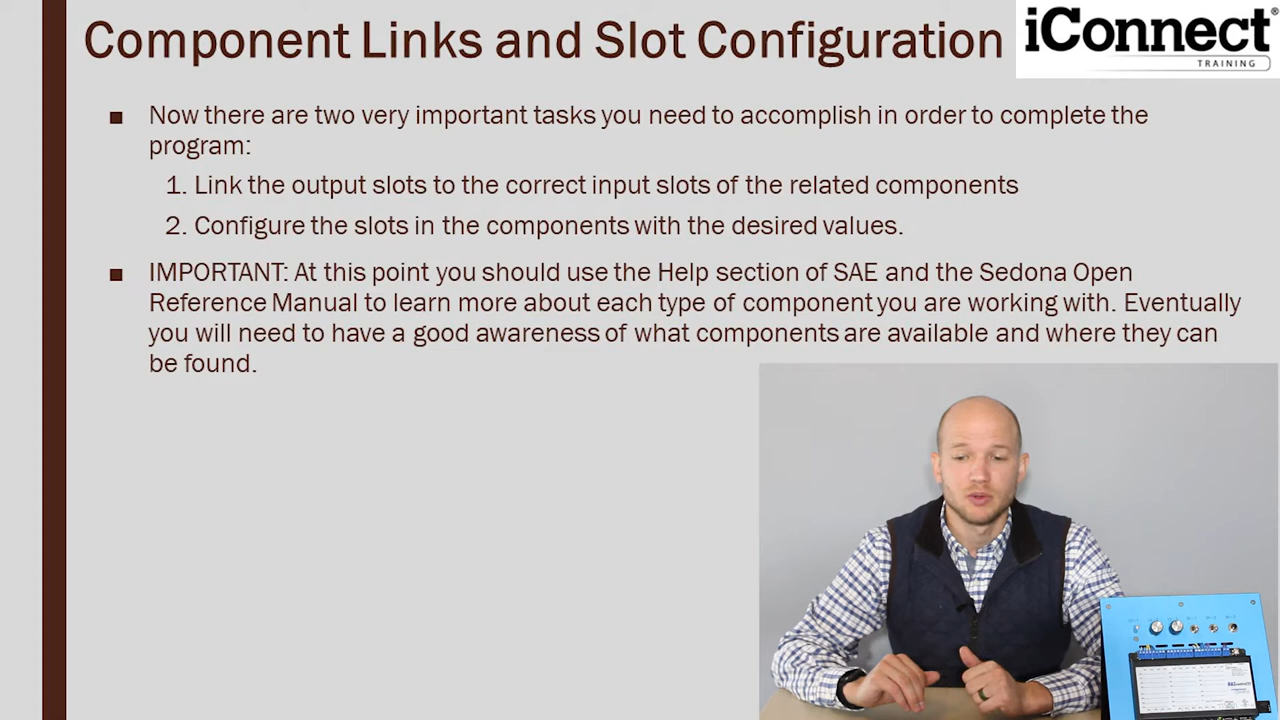 Component Links and Slot Configuration
iConnect®
TRAINING
Now there are two very important tasks you need to accomplish in order to complete the
program:
1. Link the output slots to the correct input slots of the related components
2. Configure the slots in the components with the desired values.
IMPORTANT: At this point you should use the Help section of SAE and the Sedona Open
Reference Manual to learn more about each type of component you are working with. Eventually
you will need to have a good awareness of what components are available and where they can
be found.